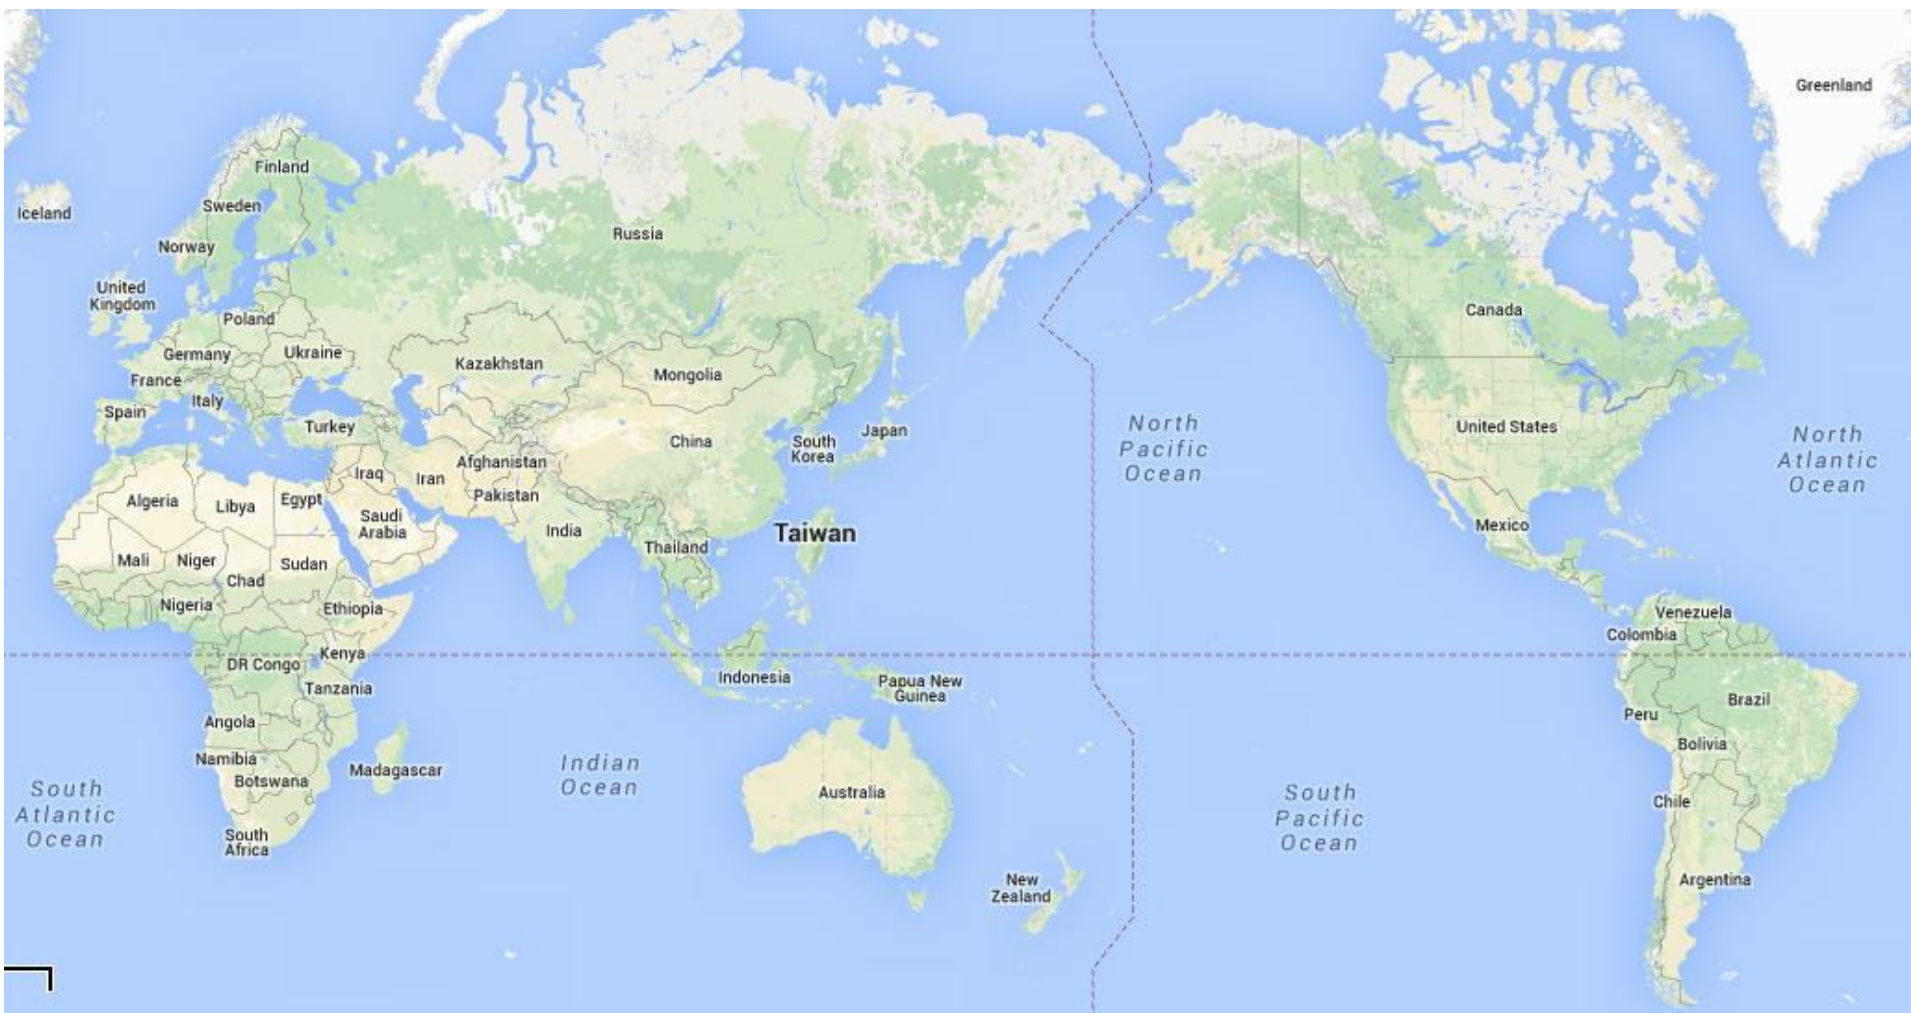 Greenland
Finland
Iceland
Sweden
Russia
Norway
United
Kingdom
Canada
Poland
Germany
Ukraine
Kazakhstan
Mongolia
France
Italy
Spain
Turkey
North
Pacific
Ocean
United States
North
Atlantic
Ocean
China
South
Korea
Japan
Afghanistan
Iraq
Iran
Pakistan
Algeria
Libya
Egypt
Saudi
Arabia
India
Taiwan
Mexico
Thailand
Mali
Niger
Sudan
Chad
Nigeria
Ethiopia
Venezuela
Colombia
Kenya
DR Congo
Indonesia
Papua New
Guinea
Tanzania
Brazil
Angola
Peru
Bolivia
Namibia
Botswana
Madagascar
Indian
Ocean
South
Atlantic
Ocean
Australia
South
Pacific
Ocean
Chile
South
Africa
New
Zealand
Argentina